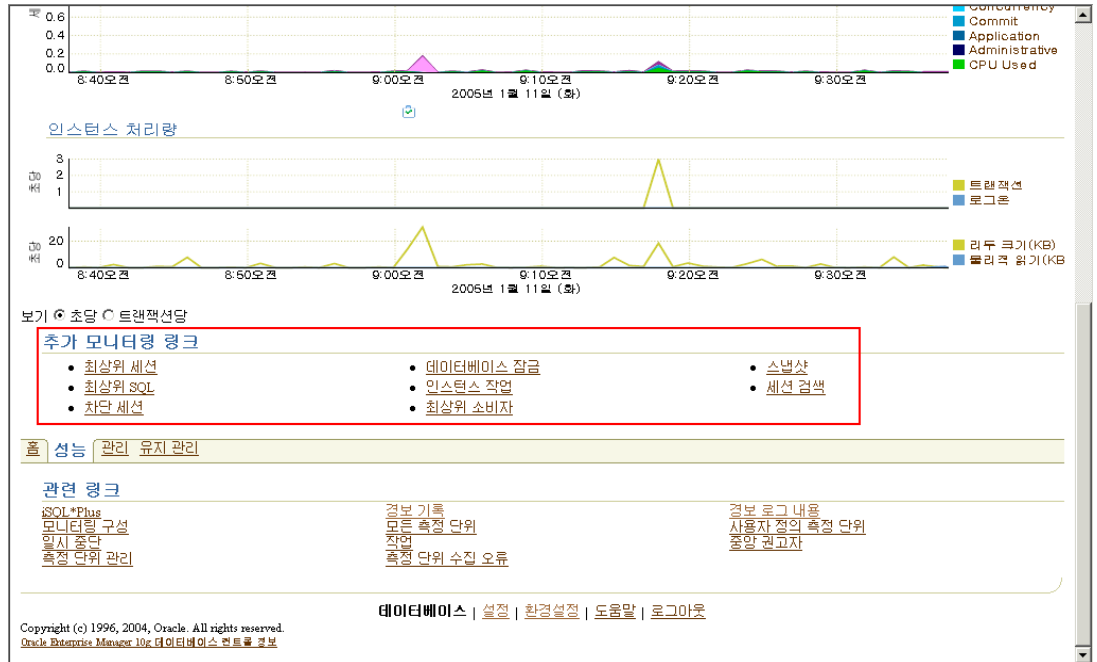 Concurrency
Commit
Application
Administrative
CPU Used
0.6
0.4
0.2
0.0
8:40오전 8:50오전 9:00오전 9:10오전 9:20오전 9:30오전
2005년 1월 11일 (화)
인스턴스 처리량
초당
3
2
1
트랜잭션
로그온
초당
20
0
리두 크기(KB)
물리적 읽기(KB
8:40오전 8:50오전 9:00오전 9:10오전 9:20오전 9:30오전
2005년 1월 11일 (화)
보기 초당 트랜잭션당
추가 모니터링 링크
최상위 세션 데이터베이스 잠금 스냅샷
최상위 SQL 인스턴스 작업 세션 검색
차단 세션 최상위 소비자
홈 성능 관리 유지 관리
관련 링크
iSQL*Plus 경보 기록 경보 로그 내용
모니터링 구성 모든 측정 단위 사용자 정의 측정 단위
일시 중단 작업 중앙 권고자
측정 단위 관리 측정 단위 수집 오류
데이터베이스 | 설정 | 환경설정 | 도움말 | 로그아웃
Copyright (c) 1996, 2004, Oracle. All rights reserved.
Oracle Enterprise Manager 10g 데이터베이스 컨트롤 정보